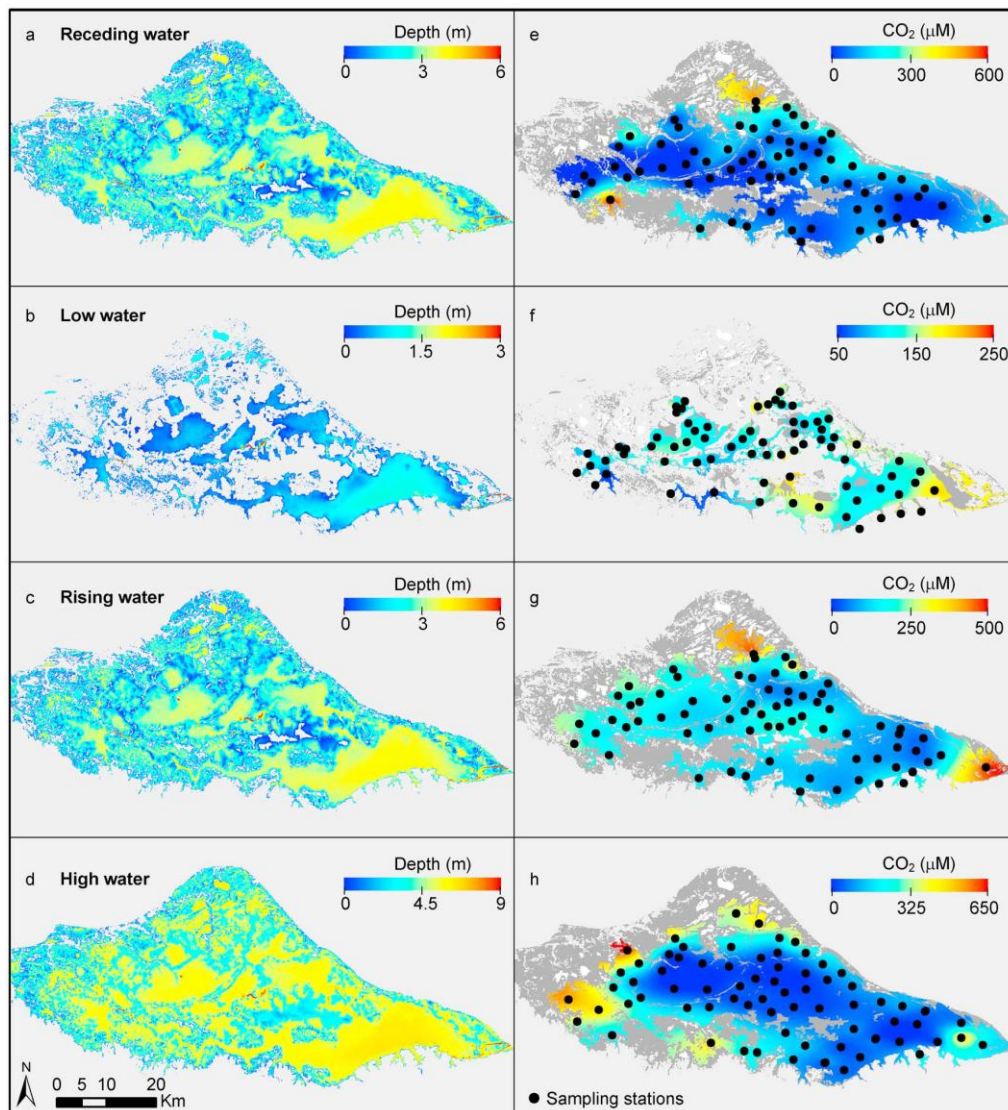 a Receding water
Depth (m)
0 3 6
e
CO₂ (µM)
0 300 600
b Low water
Depth (m)
0 1.5 3
f
CO₂ (µM)
50 150 250
c Rising water
Depth (m)
0 3 6
g
CO₂ (µM)
0 250 500
d High water
Depth (m)
0 4.5 9
h
CO₂ (µM)
0 325 650
N
0 5 10 20
Km
Sampling stations